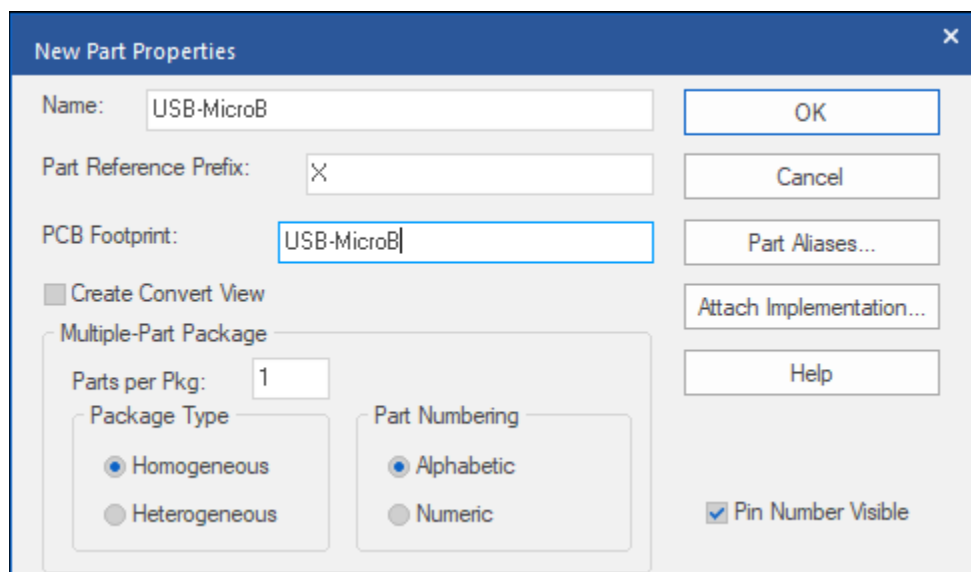 New Part Properties
Name: USB-MicroB
OK
Part Reference Prefix: X
Cancel
PCB Footprint: USB-MicroB
Part Aliases...
Create Convert View
Attach Implementation...
Multiple-Part Package
Parts per Pkg: 1
Help
Package Type
Part Numbering
Homogeneous
Alphabetic
Heterogeneous
Numeric
Pin Number Visible